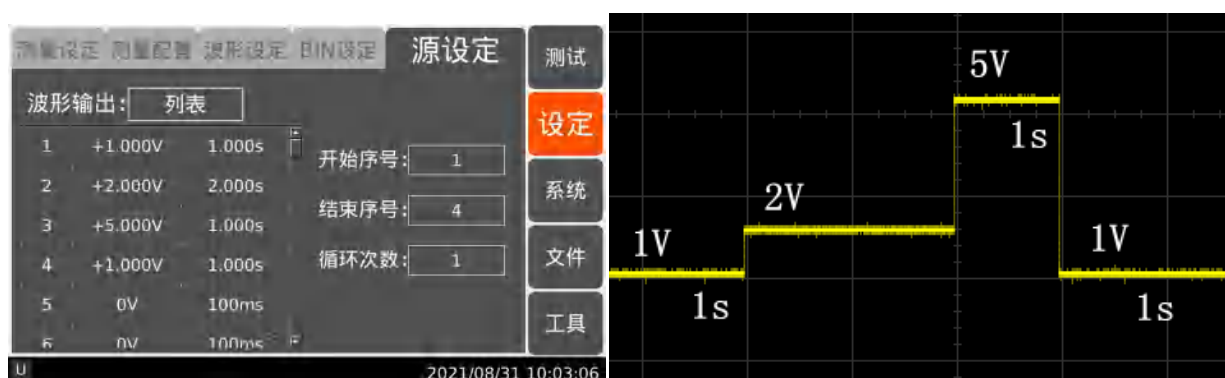 测量设定 测量配置 波形设定 BIN设定 源设定
测试
波形输出: 列表
设定
1 +1.000V 1.000s
开始序号: 1
2 +2.000V 2.000s
系统
结束序号: 4
3 +5.000V 1.000s
4 +1.000V 1.000s
循环次数: 1
文件
5 0V 100ms
工具
6 0V 100ms
U 2021/08/31 10:03:06
5V
1s
2V
1V
1V
1s
1s